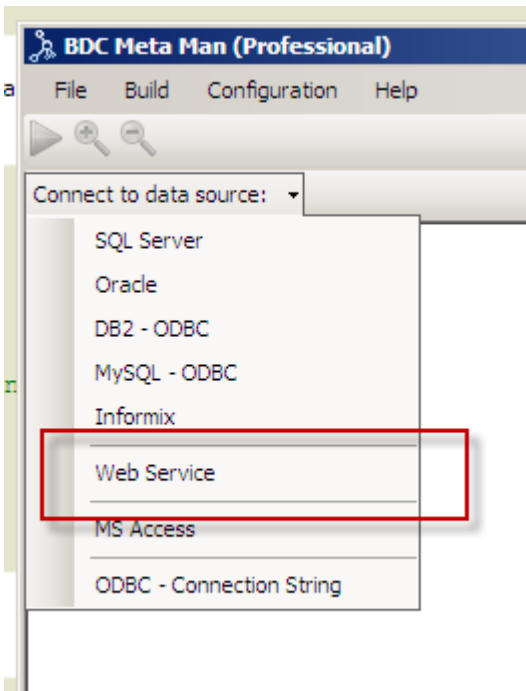 BDC Meta Man (Professional)
a
File Build Configuration Help
Connect to data source:
SQL Server
Oracle
DB2 - ODBC
MySQL - ODBC
n
Informix
Web Service
MS Access
ODBC - Connection String